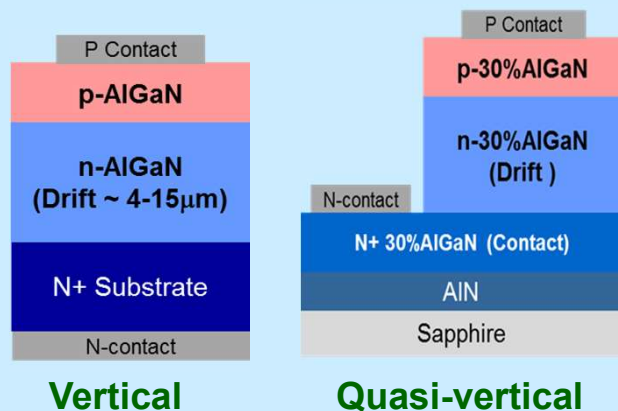 P Contact
p-AlGaN
n-AlGaN
(Drift ~ 4-15μm)
N+ Substrate
N-contact
Vertical
P Contact
p-30%AlGaN
n-30%AlGaN
(Drift )
N-contact
N+ 30%AlGaN (Contact)
AlN
Sapphire
Quasi-vertical